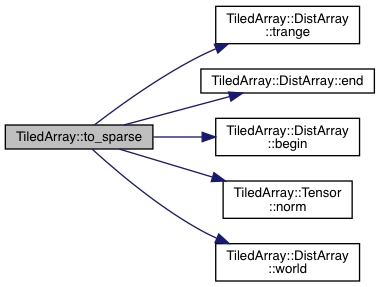 TiledArray::to_sparse
TiledArray::DistArray
::trange
TiledArray::DistArray::end
TiledArray::DistArray
::begin
TiledArray::Tensor
::norm
TiledArray::DistArray
::world